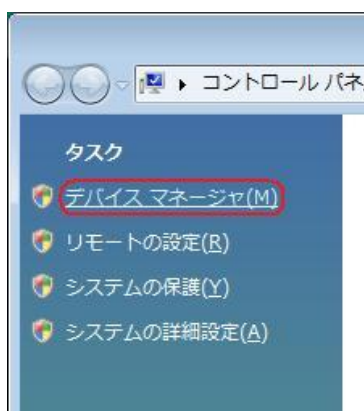 コントロール パネ
タスク
デバイス マネージャ(M)
リモートの設定(R)
システムの保護(Y)
システムの詳細設定(A)